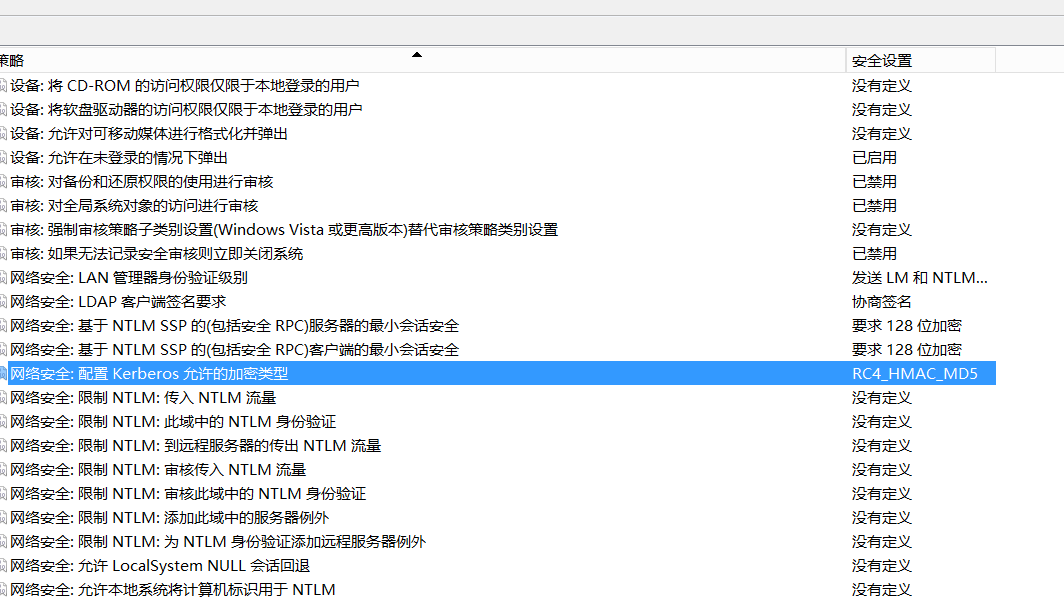 策略 安全设置
设备: 将 CD-ROM 的访问权限仅限于本地登录的用户 没有定义
设备: 将软盘驱动器的访问权限仅限于本地登录的用户 没有定义
设备: 允许对可移动媒体进行格式化并弹出 没有定义
设备: 允许在未登录的情况下弹出 已启用
审核: 对备份和还原权限的使用进行审核 已禁用
审核: 对全局系统对象的访问进行审核 已禁用
审核: 强制审核策略子类别设置(Windows Vista 或更高版本)替代审核策略类别设置 没有定义
审核: 如果无法记录安全审核则立即关闭系统 已禁用
网络安全: LAN 管理器身份验证级别 发送 LM 和 NTLM...
网络安全: LDAP 客户端签名要求 协商签名
网络安全: 基于 NTLM SSP 的(包括安全 RPC)服务器的最小会话安全 要求 128 位加密
网络安全: 基于 NTLM SSP 的(包括安全 RPC)客户端的最小会话安全 要求 128 位加密
网络安全: 配置 Kerberos 允许的加密类型 RC4_HMAC_MD5
网络安全: 限制 NTLM: 传入 NTLM 流量 没有定义
网络安全: 限制 NTLM: 此域中的 NTLM 身份验证 没有定义
网络安全: 限制 NTLM: 到远程服务器的传出 NTLM 流量 没有定义
网络安全: 限制 NTLM: 审核传入 NTLM 流量 没有定义
网络安全: 限制 NTLM: 审核此域中的 NTLM 身份验证 没有定义
网络安全: 限制 NTLM: 添加此域中的服务器例外 没有定义
网络安全: 限制 NTLM: 为 NTLM 身份验证添加远程服务器例外 没有定义
网络安全: 允许 LocalSystem NULL 会话回退 没有定义
网络安全: 允许本地系统将计算机标识用于 NTLM 没有定义